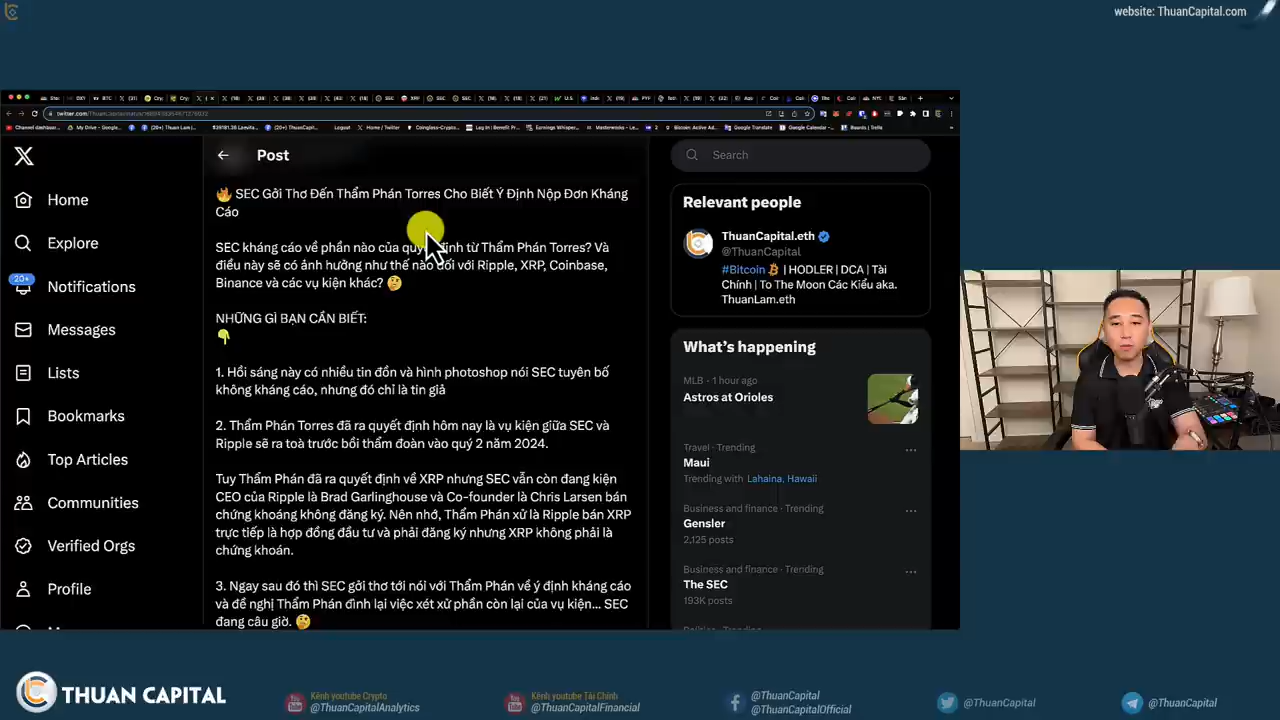 website: ThuanCapital.com
Post
🔥 SEC Gởi Thơ Đến Thẩm Phán Torres Cho Biết Ý Định Nộp Đơn Kháng
Cáo
SEC kháng cáo về phần nào của định từ Thẩm Phán Torres? Và
điều này sẽ có ảnh hưởng như thế nào đối với Ripple, XRP, Coinbase,
Binance và các vụ kiện khác? 🤔
NHỮNG GÌ BẠN CẦN BIẾT:
👇
1. Hồi sáng này có nhiều tin đồn và hình photoshop nói SEC tuyên bố
không kháng cáo, nhưng đó chỉ là tin giả
2. Thẩm Phán Torres đã ra quyết định hôm nay là vụ kiện giữa SEC và
Ripple sẽ ra toà trước bồi thẩm đoàn vào quý 2 năm 2024.
Tuy Thẩm Phán đã ra quyết định về XRP nhưng SEC vẫn còn đang kiện
CEO của Ripple là Brad Garlinghouse và Co-founder là Chris Larsen bán
chứng khoáng không đăng ký. Nên nhớ, Thẩm Phán xử là Ripple bán XRP
trực tiếp là hợp đồng đầu tư và phải đăng ký nhưng XRP không phải là
chứng khoán.
3. Ngay sau đó thì SEC gởi thơ tới nói với Thẩm Phán về ý định kháng cáo
và đề nghị Thẩm Phán đình lại việc xét xử phần còn lại của vụ kiện... SEC
đang câu giờ. 🤔
Home
Explore
20+
Notifications
Messages
Lists
Bookmarks
Top Articles
Communities
Verified Orgs
Profile
Search
Relevant people
ThuanCapital.eth
@ThuanCapital
#Bitcoin | HODLER | DCA | Tài
Chính | To The Moon Các Kiểu aka.
ThuanLam.eth
What's happening
MLB · 1 hour ago
Astros at Orioles
Travel · Trending
Maui
Trending with Lahaina, Hawaii
Business and finance · Trending
Gensler
2,125 posts
Business and finance · Trending
The SEC
193K posts
THUAN CAPITAL
Kênh youtube Crypto
@ThuanCapitalAnalytics
Kênh youtube Tài Chính
@ThuanCapitalFinancial
@ThuanCapital
@ThuanCapitalOfficial
@ThuanCapital
@ThuanCapital